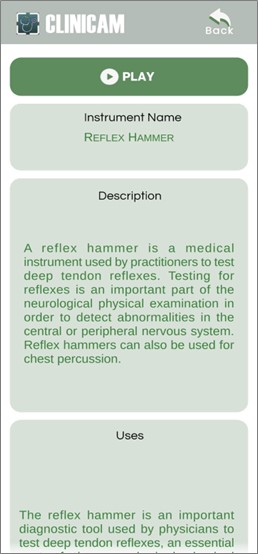 CLINICAM
Back
PLAY
Instrument Name
REFLEX HAMMER
Description
A reflex hammer is a medical
instrument used by practitioners to test
deep tendon reflexes. Testing for
reflexes is an important part of the
neurological physical examination in
order to detect abnormalities in the
central or peripheral nervous system.
Reflex hammers can also be used for
chest percussion.
Uses
The reflex hammer is an important
diagnostic tool used by physicians to
test deep tendon reflexes, an essential